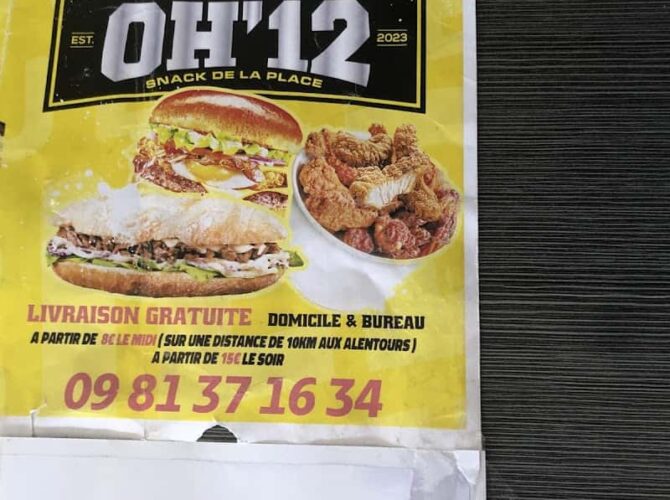 EST. OH'12 2023
SNACK DE LA PLACE
LIVRAISON GRATUITE DOMICILE & BUREAU
A PARTIR DE 8€ LE MIDI ( SUR UNE DISTANCE DE 10KM AUX ALENTOURS )
A PARTIR DE 15€ LE SOIR
09 81 37 16 34